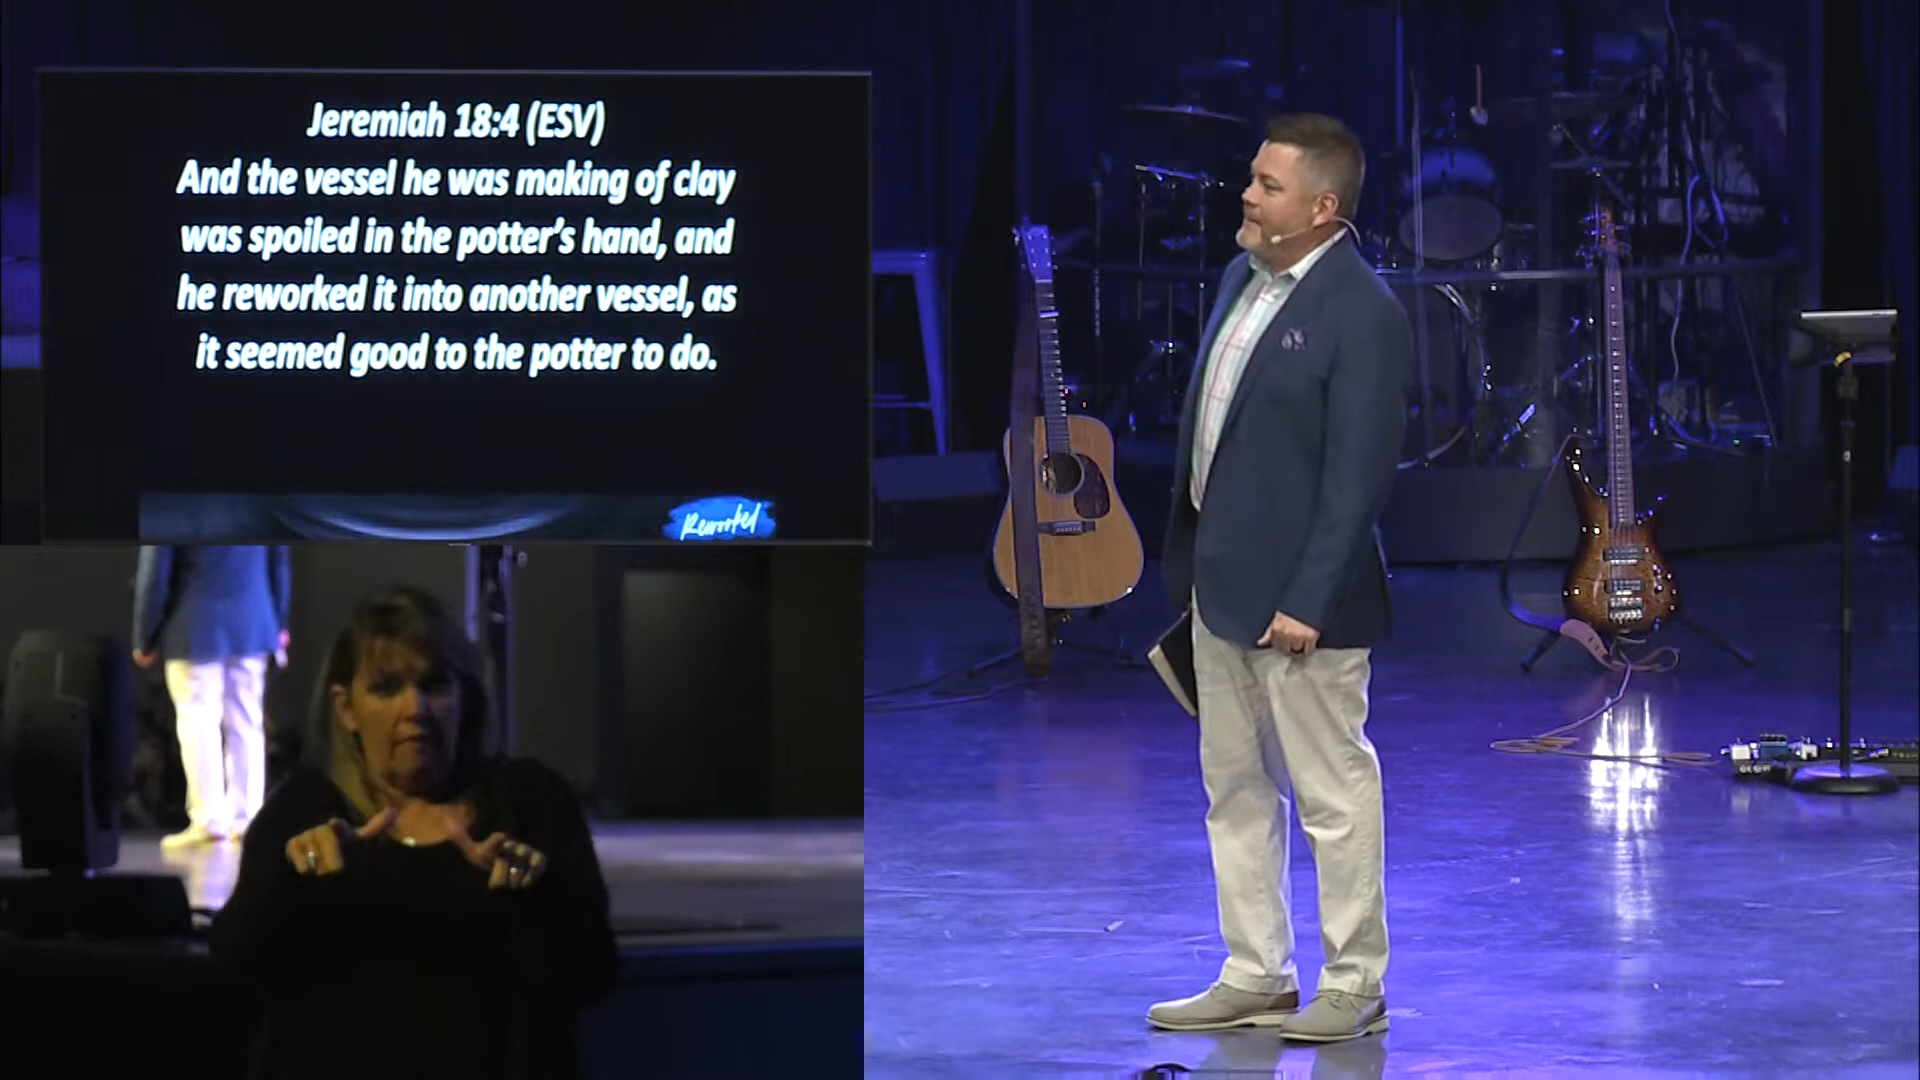 Jeremiah 18:4 (ESV)
And the vessel he was making of clay
was spoiled in the potter's hand, and
he reworked it into another vessel, as
it seemed good to the potter to do.
Reworked